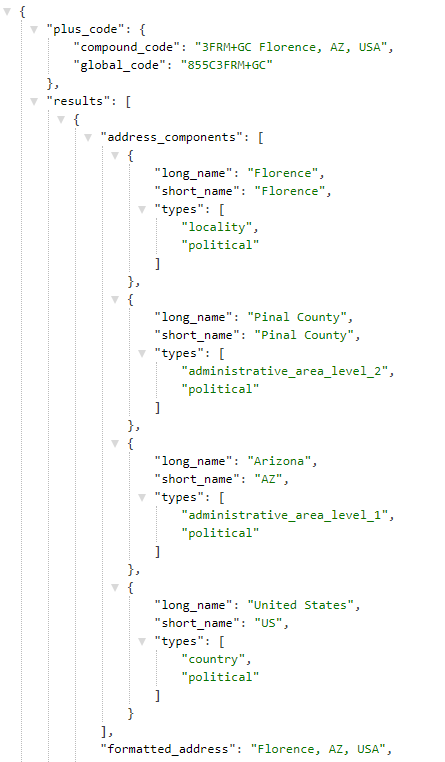 {
"plus_code": {
"compound_code": "3FRM+GC Florence, AZ, USA",
"global_code": "855C3FRM+GC"
},
"results": [
{
"address_components": [
{
"long_name": "Florence",
"short_name": "Florence",
"types": [
"locality",
"political"
]
},
{
"long_name": "Pinal County",
"short_name": "Pinal County",
"types": [
"administrative_area_level_2",
"political"
]
},
{
"long_name": "Arizona",
"short_name": "AZ",
"types": [
"administrative_area_level_1",
"political"
]
},
{
"long_name": "United States",
"short_name": "US",
"types": [
"country",
"political"
]
}
],
"formatted_address": "Florence, AZ, USA",